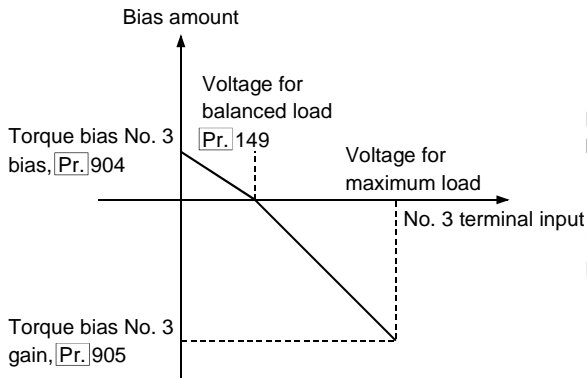 Bias amount
Voltage for
balanced load
Pr. 149
Torque bias No. 3
bias, Pr. 904
Voltage for
maximum load
No. 3 terminal input
Torque bias No. 3
gain, Pr. 905